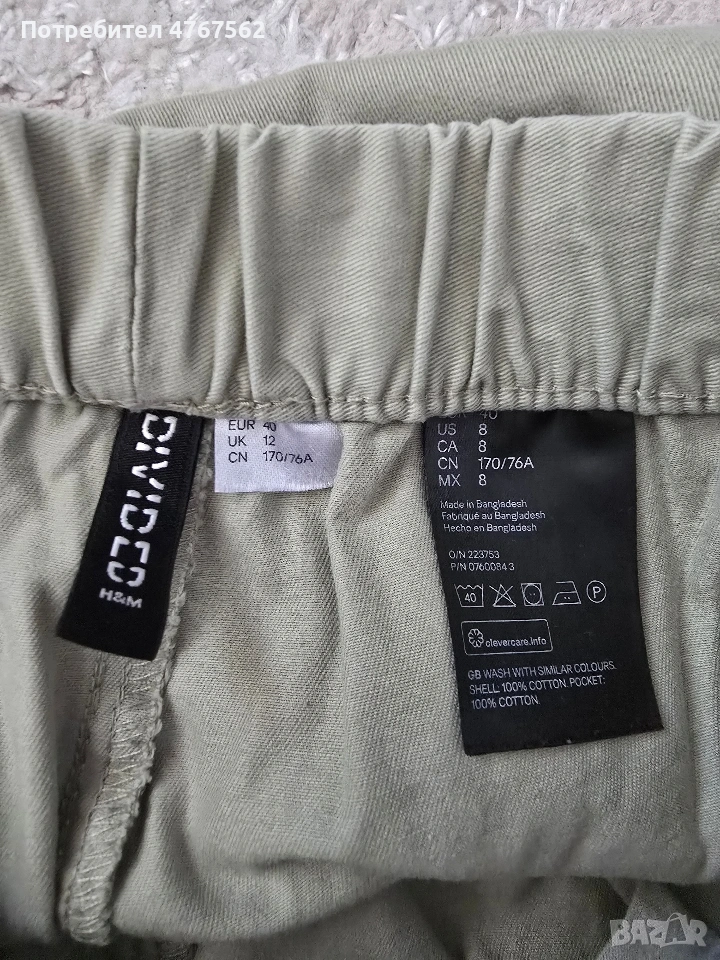 Потребител 4767562
DIVIDED
H&M
EUR 40
UK 12
CN 170/76A
40
US 8
CA 8
CN 170/76A
MX 8
Made in Bangladesh
Fabriqué au Bangladesh
Hecho en Bangladesh
O/N 223753
P/N 0760084 3
40 P
clevercare.info
GB WASH WITH SIMILAR COLOURS.
SHELL: 100% COTTON. POCKET:
100% COTTON.
BAZAR